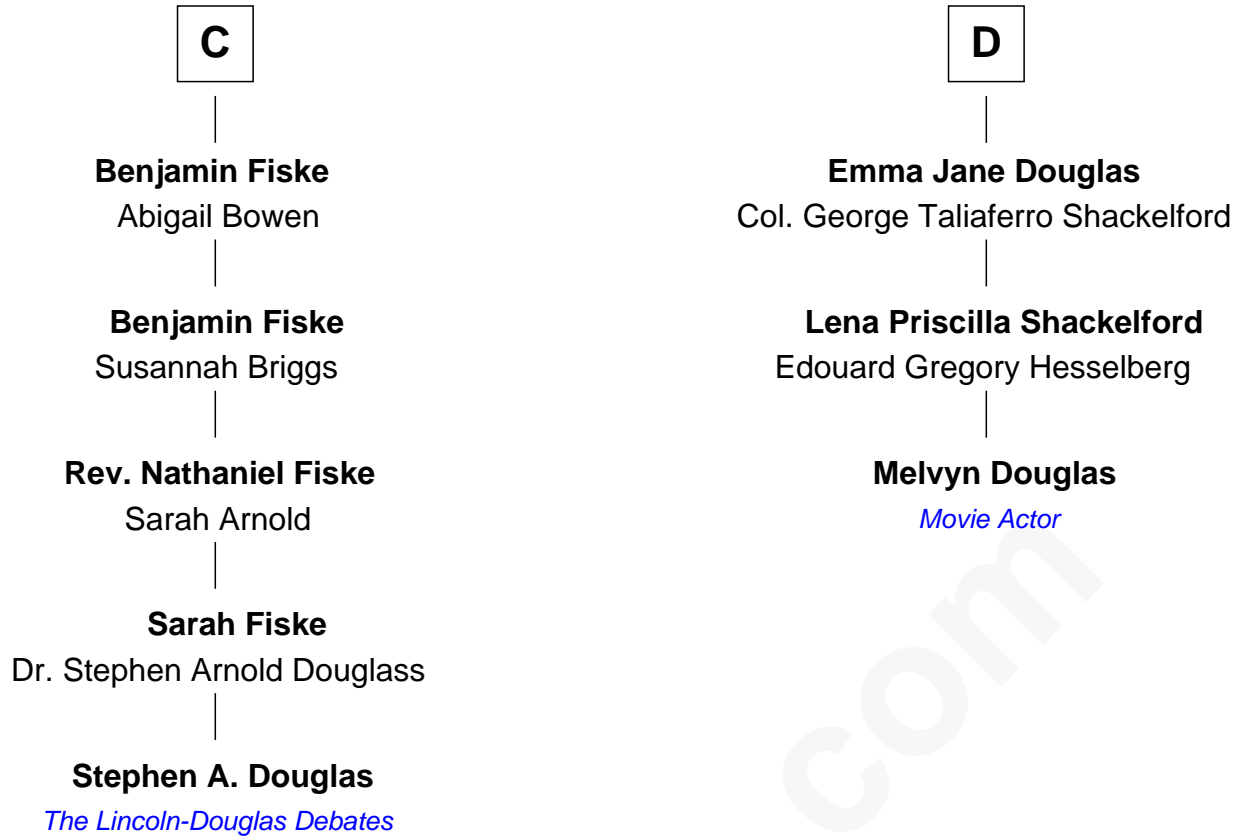 C
Benjamin Fiske
Abigail Bowen
Benjamin Fiske
Susannah Briggs
Rev. Nathaniel Fiske
Sarah Arnold
Sarah Fiske
Dr. Stephen Arnold Douglass
Stephen A. Douglas
The Lincoln-Douglas Debates
D
Emma Jane Douglas
Col. George Taliaferro Shackelford
Lena Priscilla Shackelford
Edouard Gregory Hesselberg
Melvyn Douglas
Movie Actor
com